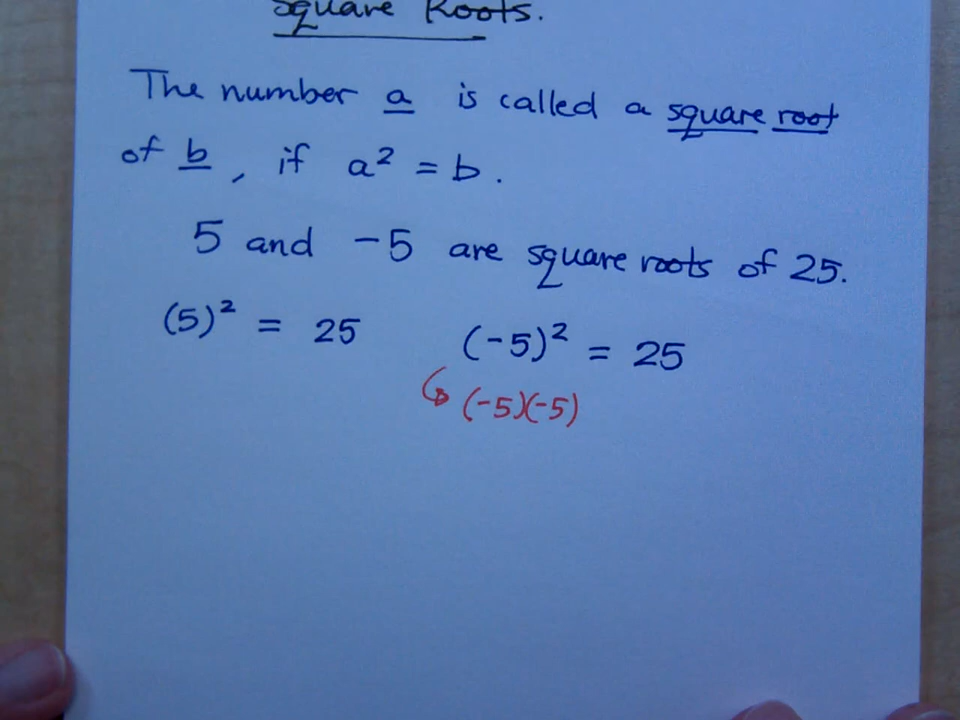 Square Roots.
The number a is called a square root
of b, if a² = b.
5 and -5 are square roots of 25.
(5)² = 25 (-5)² = 25
(-5)(-5)